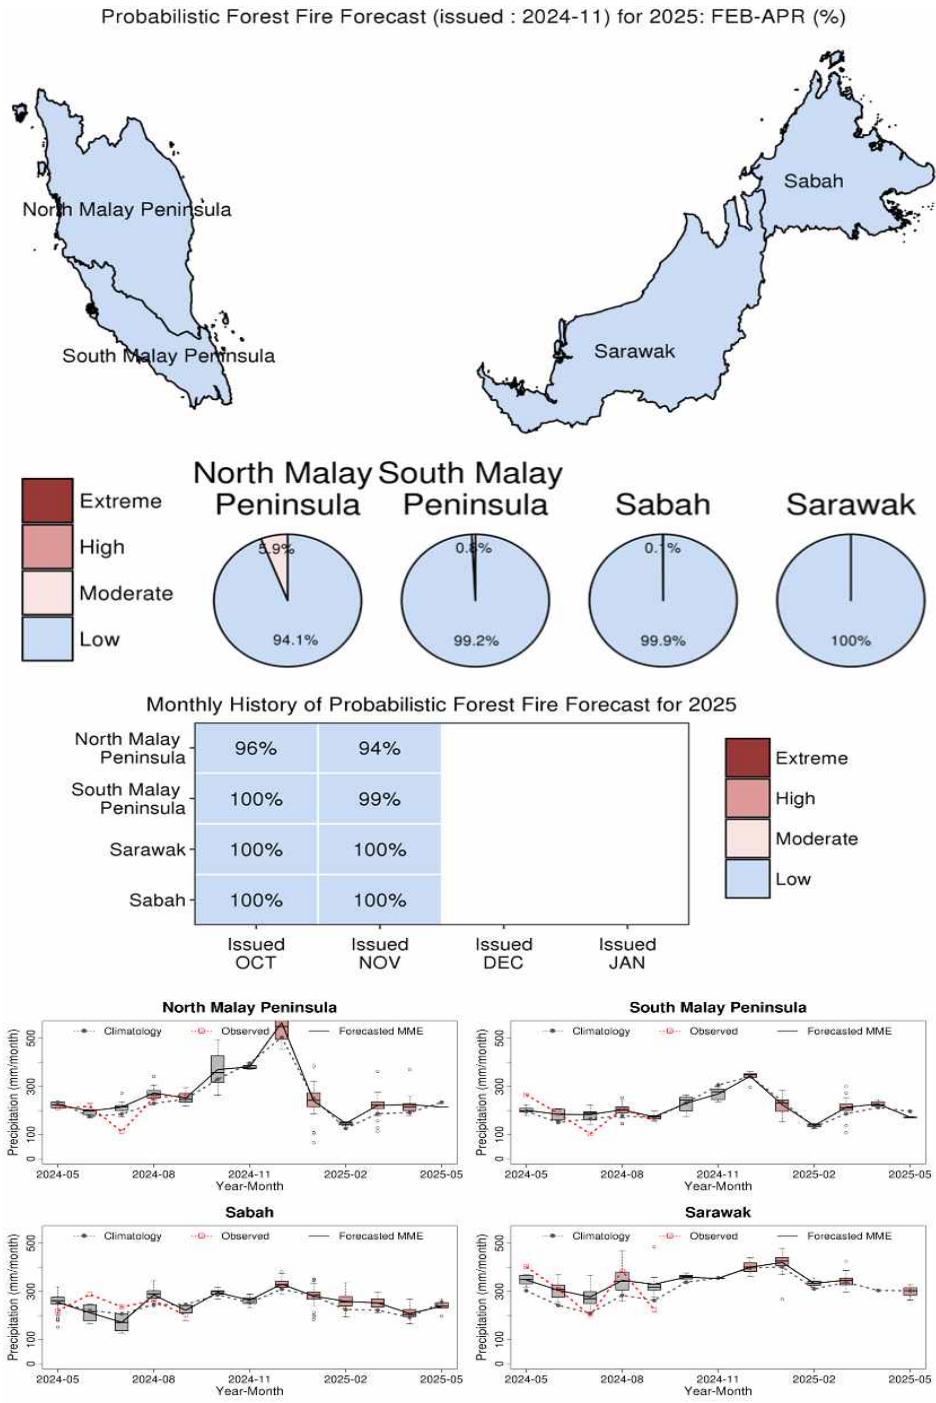 Probabilistic Forest Fire Forecast (issued : 2024-11) for 2025: FEB-APR (%)
Sabah
North Malay Peninsula
South Malay Peninsula
Sarawak
North Malay Peninsula
South Malay Peninsula
Sabah
Sarawak
Extreme
High
Moderate
Low
5.9%
94.1%
0.8%
99.2%
0.1%
99.9%
100%
Monthly History of Probabilistic Forest Fire Forecast for 2025
North Malay Peninsula 96% 94%
South Malay Peninsula 100% 99%
Sarawak 100% 100%
Sabah 100% 100%
Issued OCT
Issued NOV
Issued DEC
Issued JAN
Extreme
High
Moderate
Low
North Malay Peninsula
Climatology Observed Forecasted MME
Precipitation (mm/month)
500
300
100
0
2024-05 2024-08 2024-11 2025-02 2025-05
Year-Month
South Malay Peninsula
Climatology Observed Forecasted MME
Precipitation (mm/month)
500
300
100
0
2024-05 2024-08 2024-11 2025-02 2025-05
Year-Month
Sabah
Climatology Observed Forecasted MME
Precipitation (mm/month)
500
300
100
0
2024-05 2024-08 2024-11 2025-02 2025-05
Year-Month
Sarawak
Climatology Observed Forecasted MME
Precipitation (mm/month)
500
300
100
0
2024-05 2024-08 2024-11 2025-02 2025-05
Year-Month